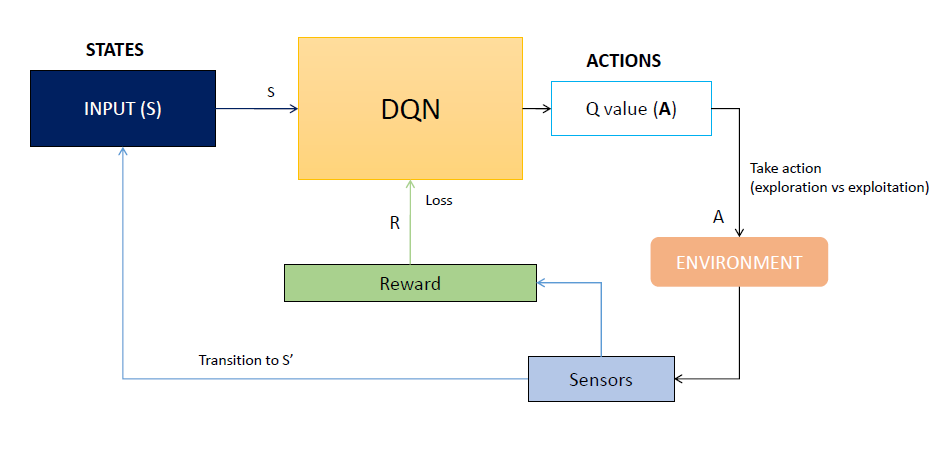 STATES
INPUT (S)
S
DQN
ACTIONS
Q value (A)
Take action
(exploration vs exploitation)
A
ENVIRONMENT
Loss
R
Reward
Transition to S’
Sensors